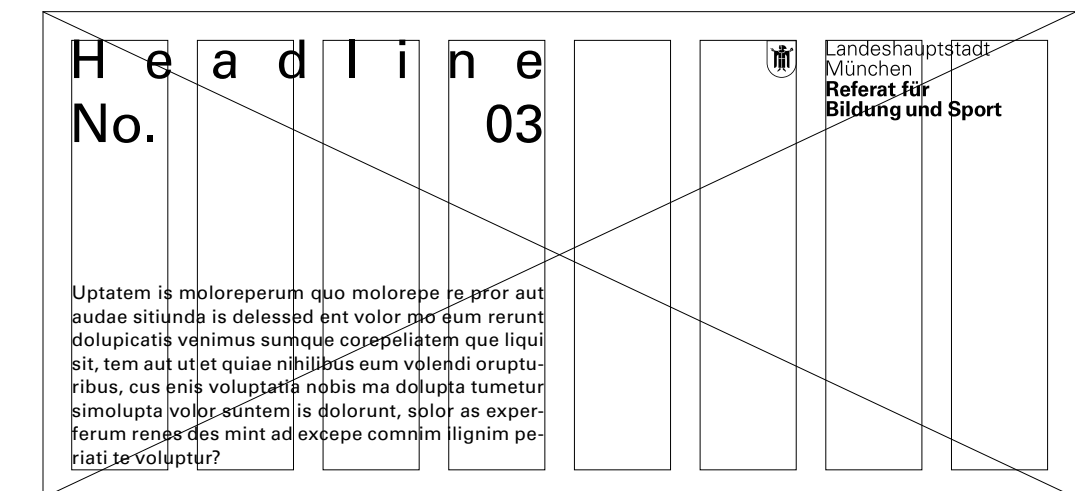 Headline
No. 03
Landeshauptstadt
München
Referat für
Bildung und Sport
Uptatem is moloreperum quo molorepe re pror aut
audae sitiunda is delessed ent volor mo eum rerunt
dolupicatis venimus sumque corepeliatem que liqui
sit, tem aut ut et quiae nihilibus eum volendi oruptu-
ribus, cus enis voluptatia nobis ma dolupta tumetur
simolupta volor suntem is dolorunt, solor as exper-
ferum renes des mint ad excepe comnim ilignim pe-
riati te voluptur?